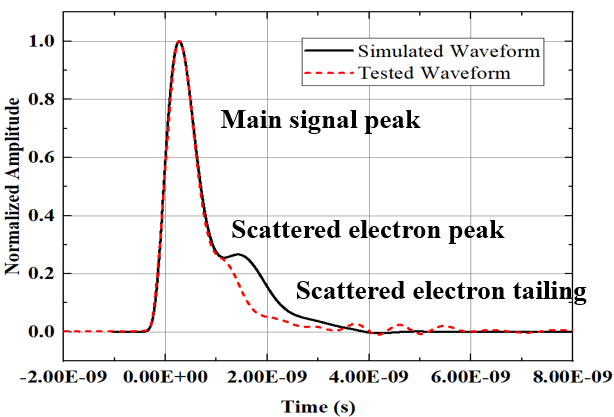 1.0
0.8
0.6
0.4
0.2
0.0
Normalized Amplitude
Simulated Waveform
Tested Waveform
Main signal peak
Scattered electron peak
Scattered electron tailing
-2.00E-09 0.00E+00 2.00E-09 4.00E-09 6.00E-09 8.00E-09
Time (s)